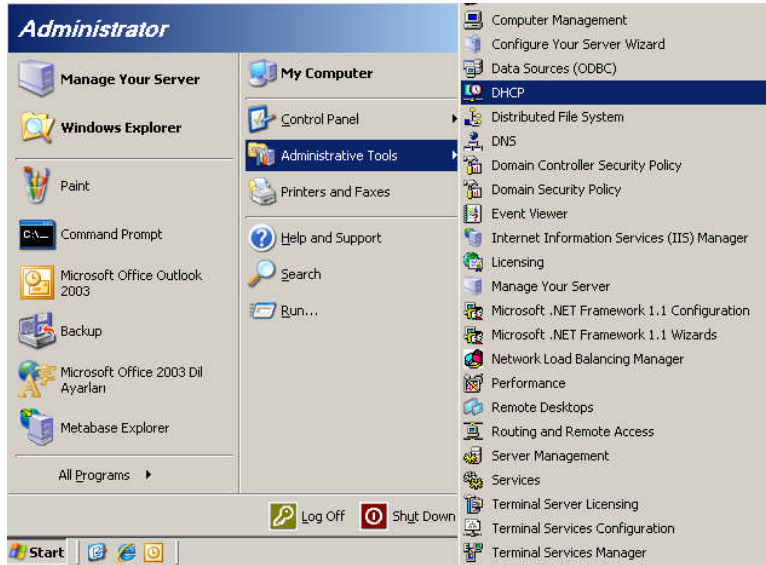 Administrator
Manage Your Server
Windows Explorer
Paint
C:\_
Command Prompt
Microsoft Office Outlook
2003
Backup
Microsoft Office 2003 Dil
Ayarları
Metabase Explorer
All Programs
My Computer
Control Panel
Administrative Tools
Printers and Faxes
Help and Support
Search
Run...
Log Off
Shut Down
Start
Computer Management
Configure Your Server Wizard
Data Sources (ODBC)
DHCP
Distributed File System
DNS
Domain Controller Security Policy
Domain Security Policy
Event Viewer
Internet Information Services (IIS) Manager
Licensing
Manage Your Server
Microsoft .NET Framework 1.1 Configuration
Microsoft .NET Framework 1.1 Wizards
Network Load Balancing Manager
Performance
Remote Desktops
Routing and Remote Access
Server Management
Services
Terminal Server Licensing
Terminal Services Configuration
Terminal Services Manager